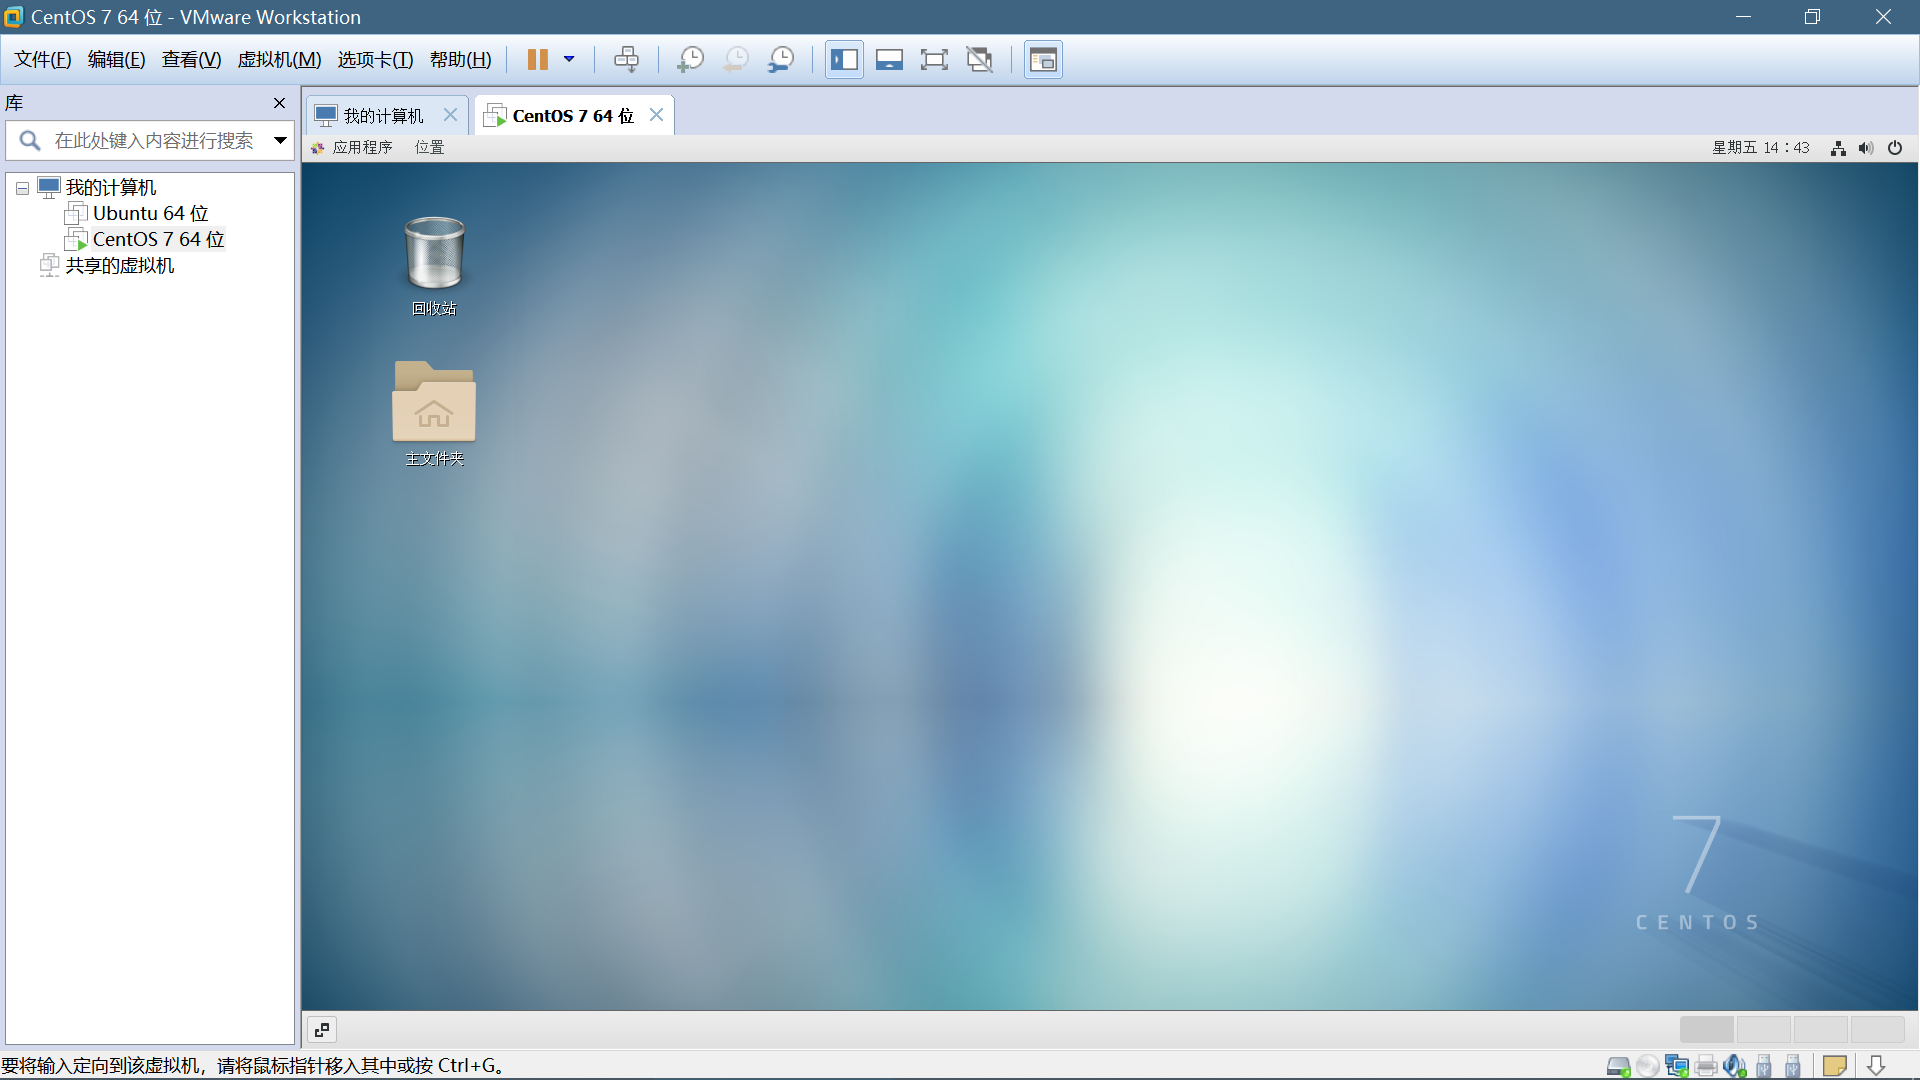 CentOS 7 64 位 - VMware Workstation
文件(F) 编辑(E) 查看(V) 虚拟机(M) 选项卡(T) 帮助(H)
库
在此处键入内容进行搜索
我的计算机
Ubuntu 64 位
CentOS 7 64 位
共享的虚拟机
我的计算机 CentOS 7 64 位
应用程序 位置 星期五 14:43
回收站
主文件夹
7
CENTOS
要将输入定向到该虚拟机，请将鼠标指针移入其中或按 Ctrl+G。